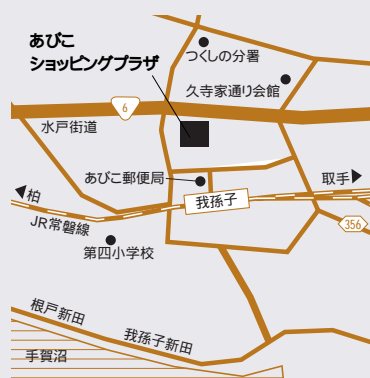 あびこ
ショッピングプラザ
つくしの分署
久寺家通り会館
6
水戸街道
あびこ郵便局
取手
柏
我孫子
JR常磐線
356
第四小学校
根戸新田
我孫子新田
手賀沼